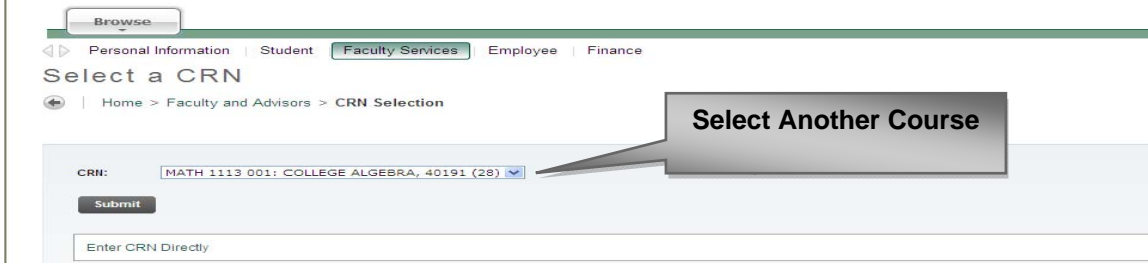 Browse
Personal Information | Student | Faculty Services | Employee | Finance
Select a CRN
| Home > Faculty and Advisors > CRN Selection
Select Another Course
CRN: MATH 1113 001: COLLEGE ALGEBRA, 40191 (28)
Submit
Enter CRN Directly